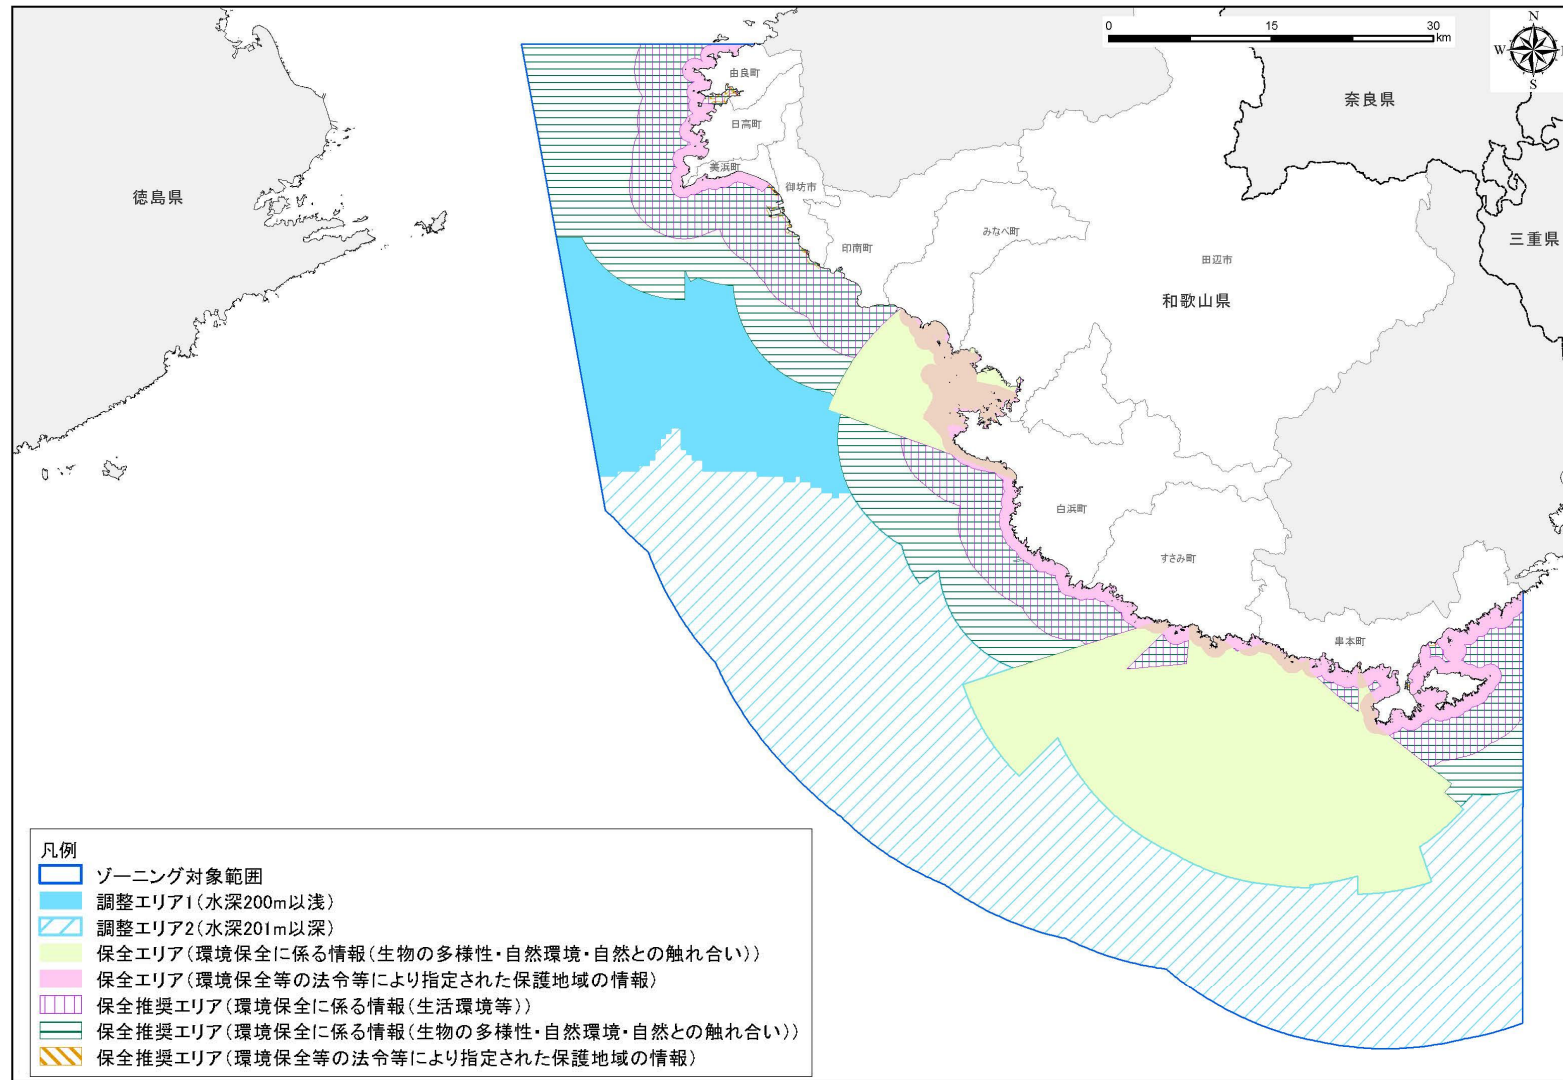 0 15 30
km
N
W
S
奈良県
由良町
日高町
美浜町
御坊市
徳島県
印南町
みなべ町
三重県
田辺市
和歌山県
白浜町
すさみ町
串本町
凡例
ゾーニング対象範囲
調整エリア1(水深200m以浅)
調整エリア2(水深201m以深)
保全エリア(環境保全に係る情報(生物の多様性・自然環境・自然との触れ合い))
保全エリア(環境保全等の法令等により指定された保護地域の情報)
保全推奨エリア(環境保全に係る情報(生活環境等))
保全推奨エリア(環境保全に係る情報(生物の多様性・自然環境・自然との触れ合い))
保全推奨エリア(環境保全等の法令等により指定された保護地域の情報)